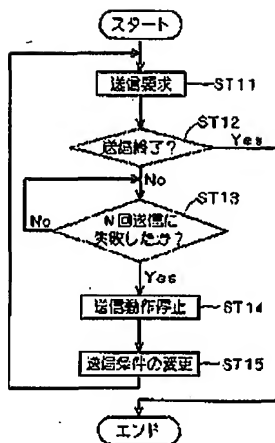 スタート
送信要求
ST11
ST12
送信終了?
Yes
No
ST13
N回送信に
失敗したか?
No
Yes
送信動作停止
ST14
送信条件の変更
ST15
エンド